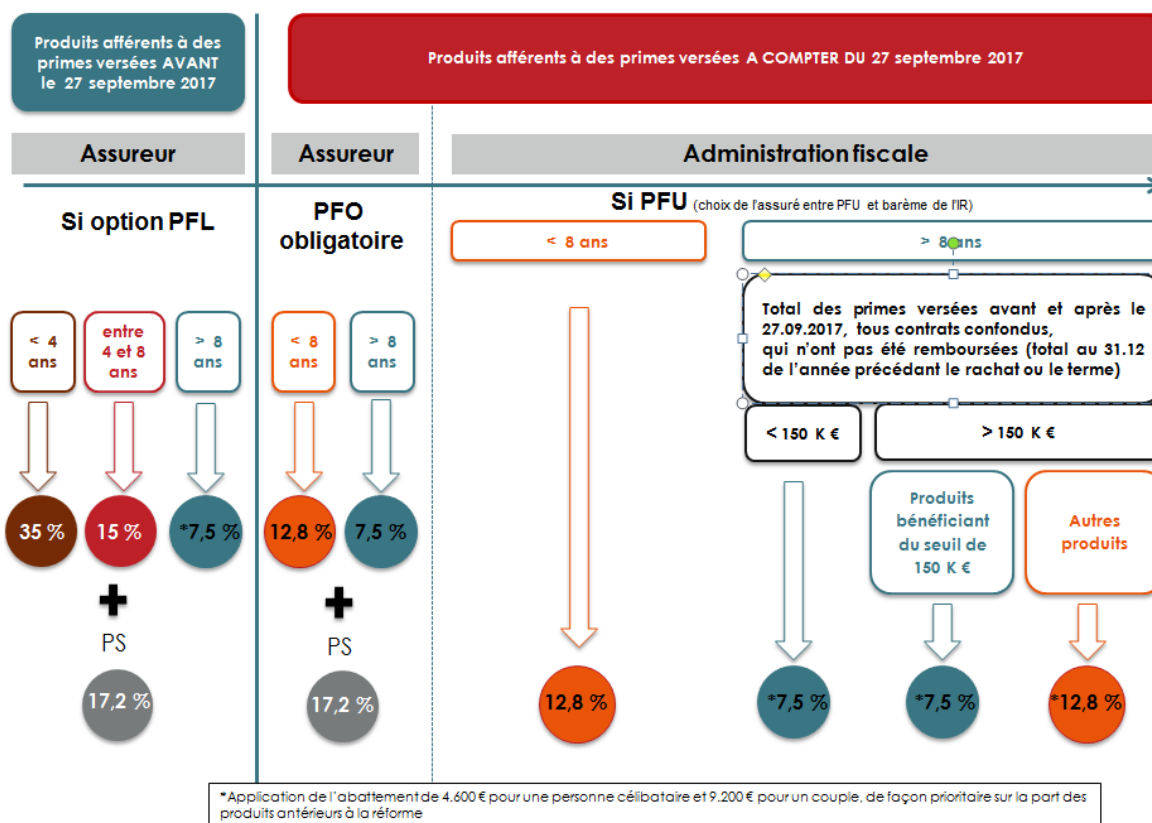 Produits afférents à des
primes versées AVANT
le 27 septembre 2017
Produits afférents à des primes versées A COMPTER DU 27 septembre 2017
Assureur
Assureur
Administration fiscale
Si option PFL
PFO
obligatoire
Si PFU (choix de l'assuré entre PFU et barème de l'IR)
< 8 ans
> 8 ans
< 4
ans
entre
4 et 8
ans
> 8
ans
< 8
ans
> 8
ans
Total des primes versées avant et après le
27.09.2017, tous contrats confondus,
qui n'ont pas été remboursées (total au 31.12
de l'année précédant le rachat ou le terme)
< 150 K €
> 150 K €
Produits
bénéficiant
du seuil de
150 K €
Autres
produits
35 %
15 %
*7,5 %
12,8 %
7,5 %
+
PS
17,2 %
+
PS
17,2 %
12,8 %
*7,5 %
*7,5 %
*12,8 %
*Application de l'abattement de 4.600 € pour une personne célibataire et 9.200 € pour un couple, de façon prioritaire sur la part des
produits antérieurs à la réforme